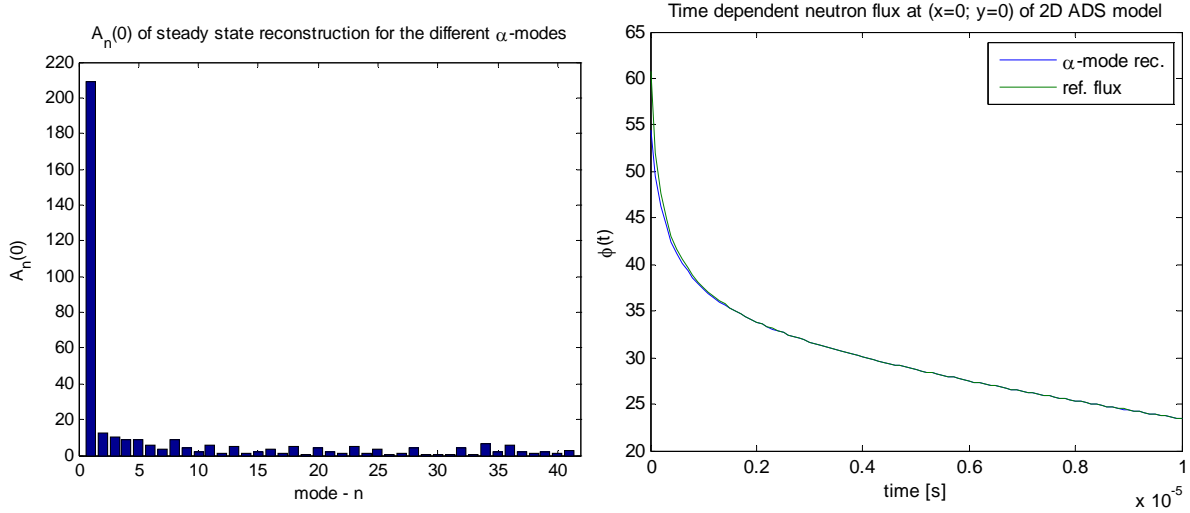 A_n(0) of steady state reconstruction for the different α-modes
220
200
180
160
140
120
100
80
60
40
20
0
A_n(0)
0 5 10 15 20 25 30 35 40
mode - n
Time dependent neutron flux at (x=0; y=0) of 2D ADS model
65
60
55
50
45
40
35
30
25
20
ϕ(t)
α-mode rec.
ref. flux
0 0.2 0.4 0.6 0.8 1
time [s]
x 10^-5